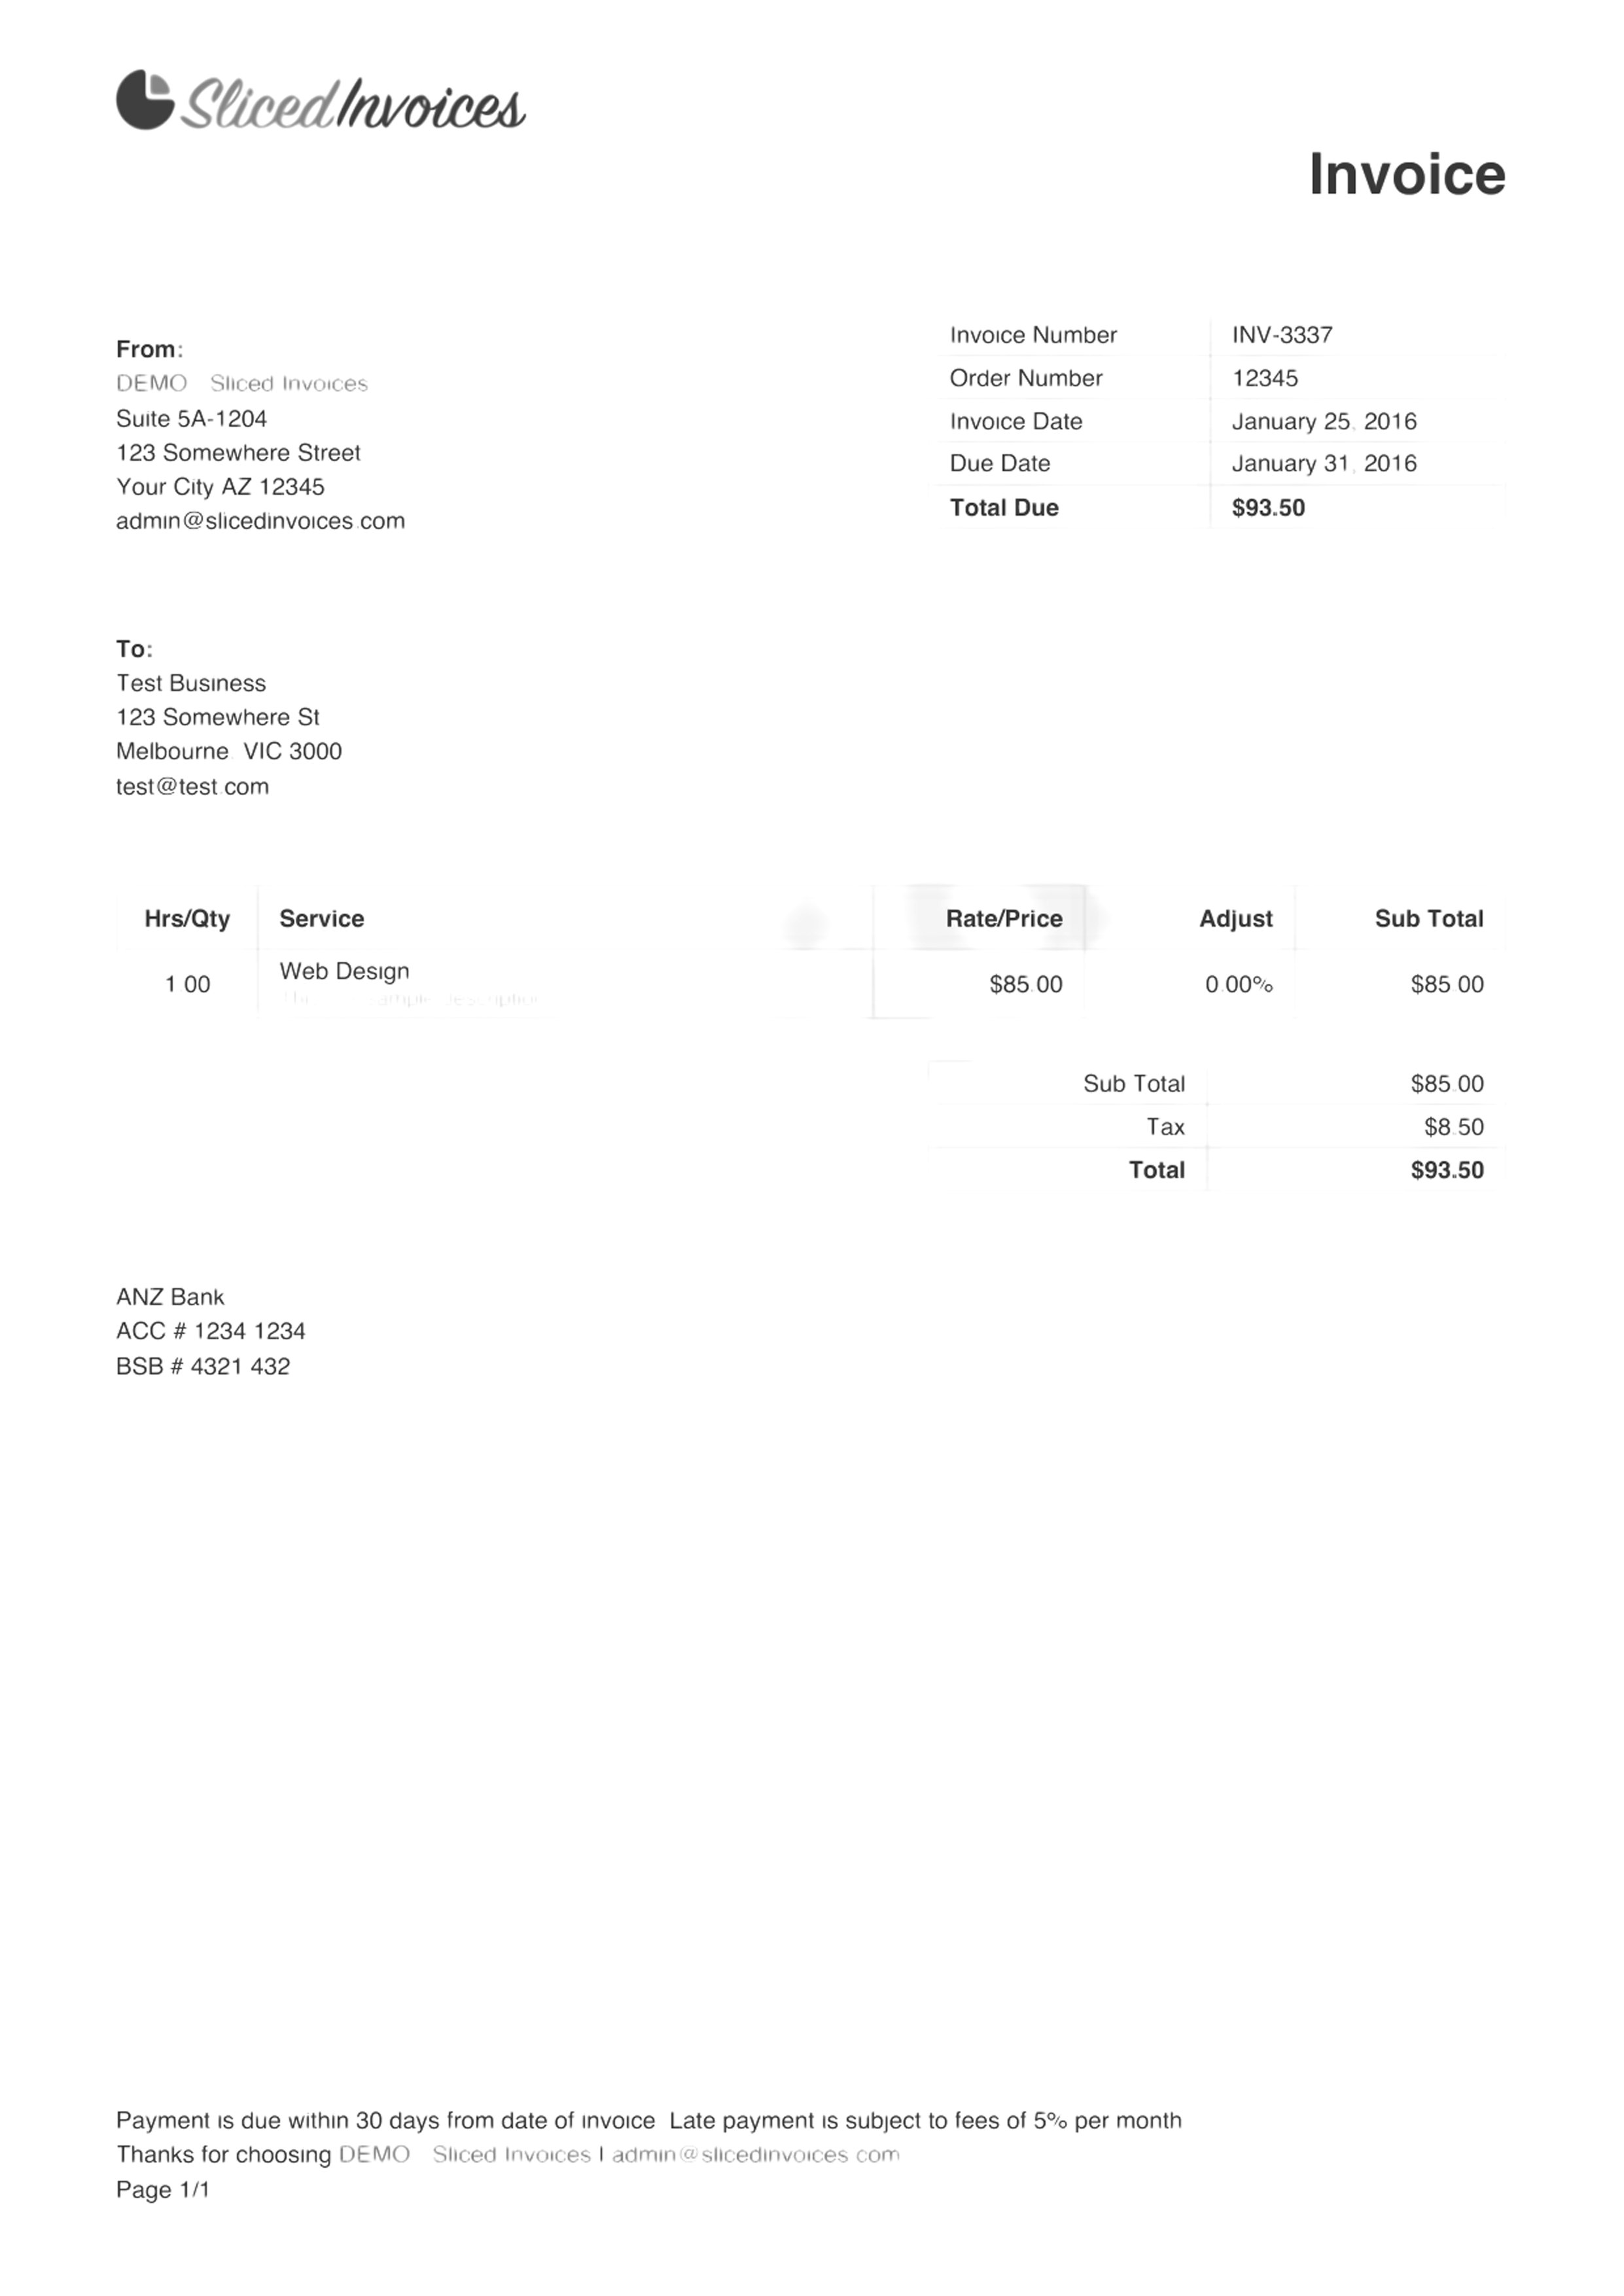 Sliced Invoices
Invoice
From:
DEMO Sliced Invoices
Suite 5A-1204
123 Somewhere Street
Your City AZ 12345
admin@slicedinvoices.com
Invoice Number INV-3337
Order Number 12345
Invoice Date January 25, 2016
Due Date January 31, 2016
Total Due $93.50
To:
Test Business
123 Somewhere St
Melbourne VIC 3000
test@test.com
Hrs/Qty Service Rate/Price Adjust Sub Total
1 00 Web Design $85.00 0.00% $85 00
Sub Total $85.00
Tax $8.50
Total $93.50
ANZ Bank
ACC # 1234 1234
BSB # 4321 432
Payment is due within 30 days from date of invoice Late payment is subject to fees of 5% per month
Thanks for choosing DEMO Sliced Invoices | admin@slicedinvoices com
Page 1/1